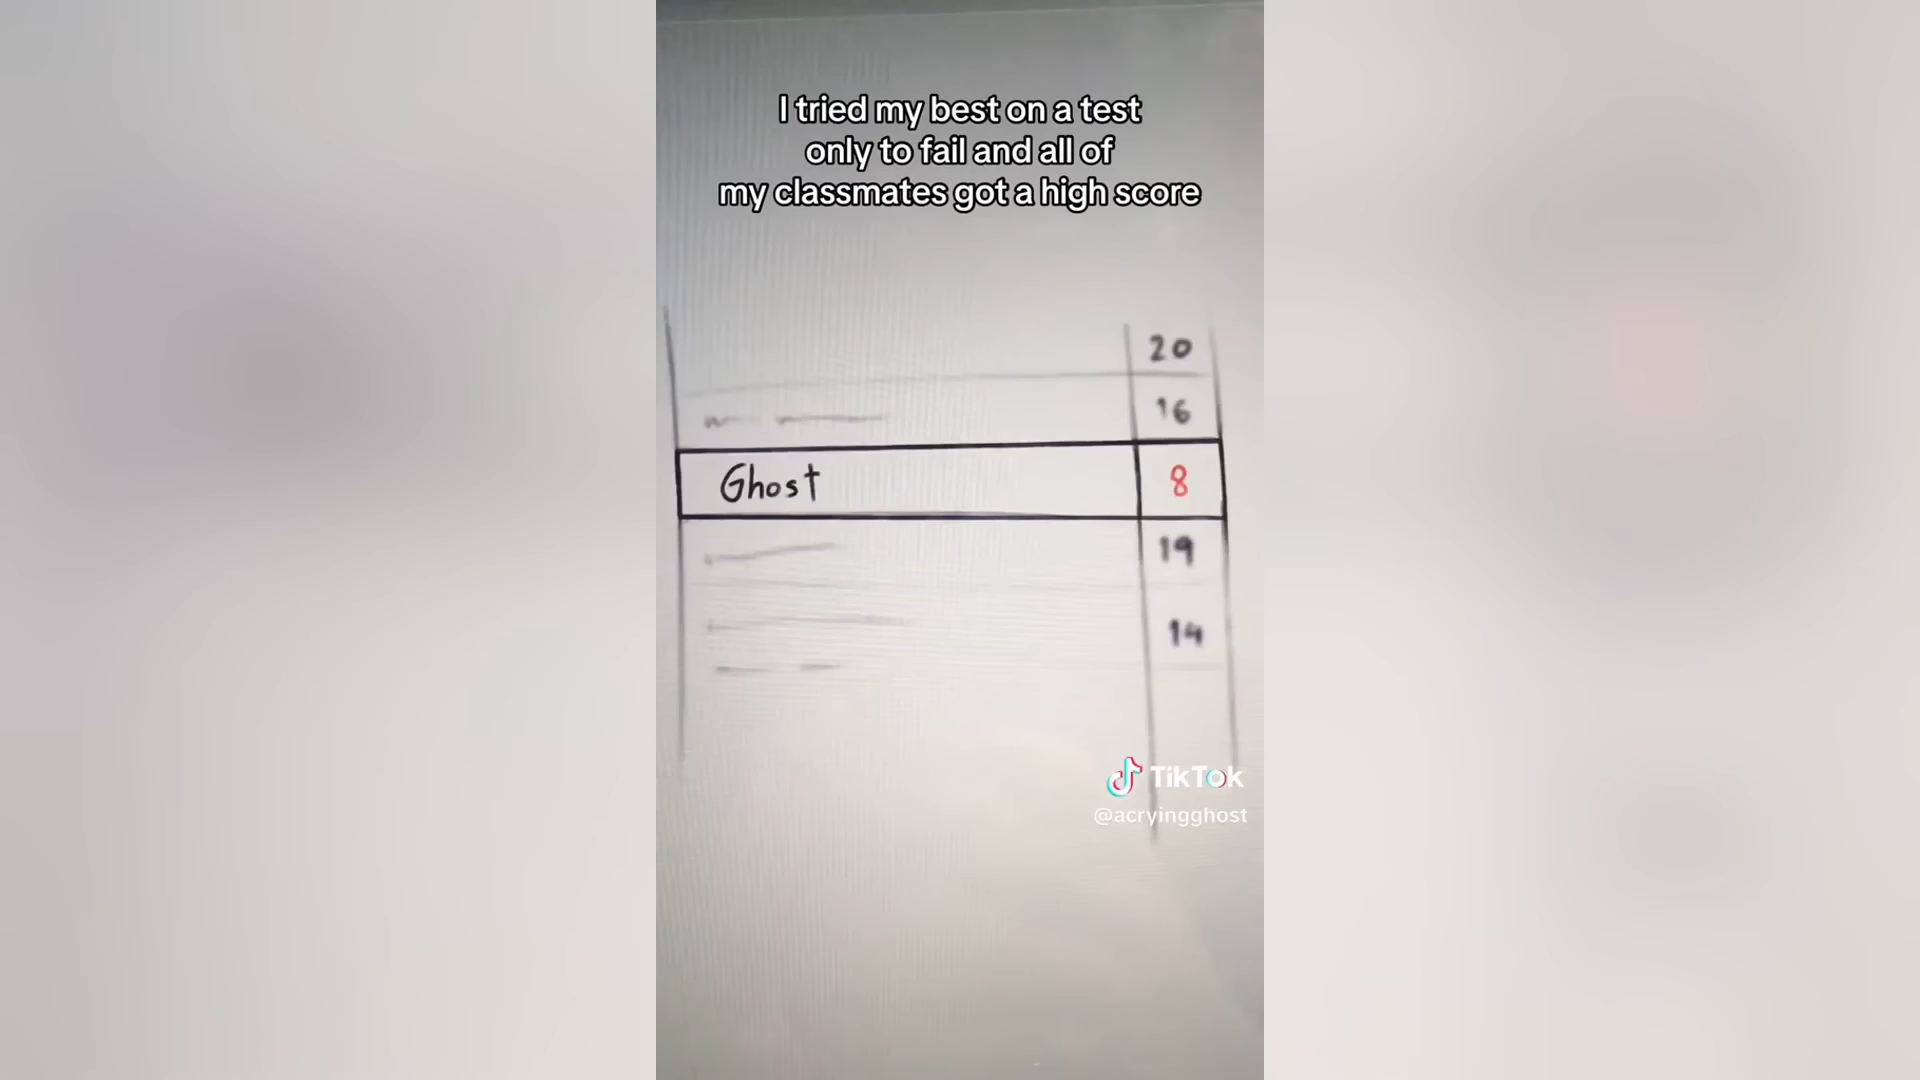 I tried my best on a test
only to fail and all of
my classmates got a high score
20
16
Ghost 8
19
14
TikTok
@acryingghost